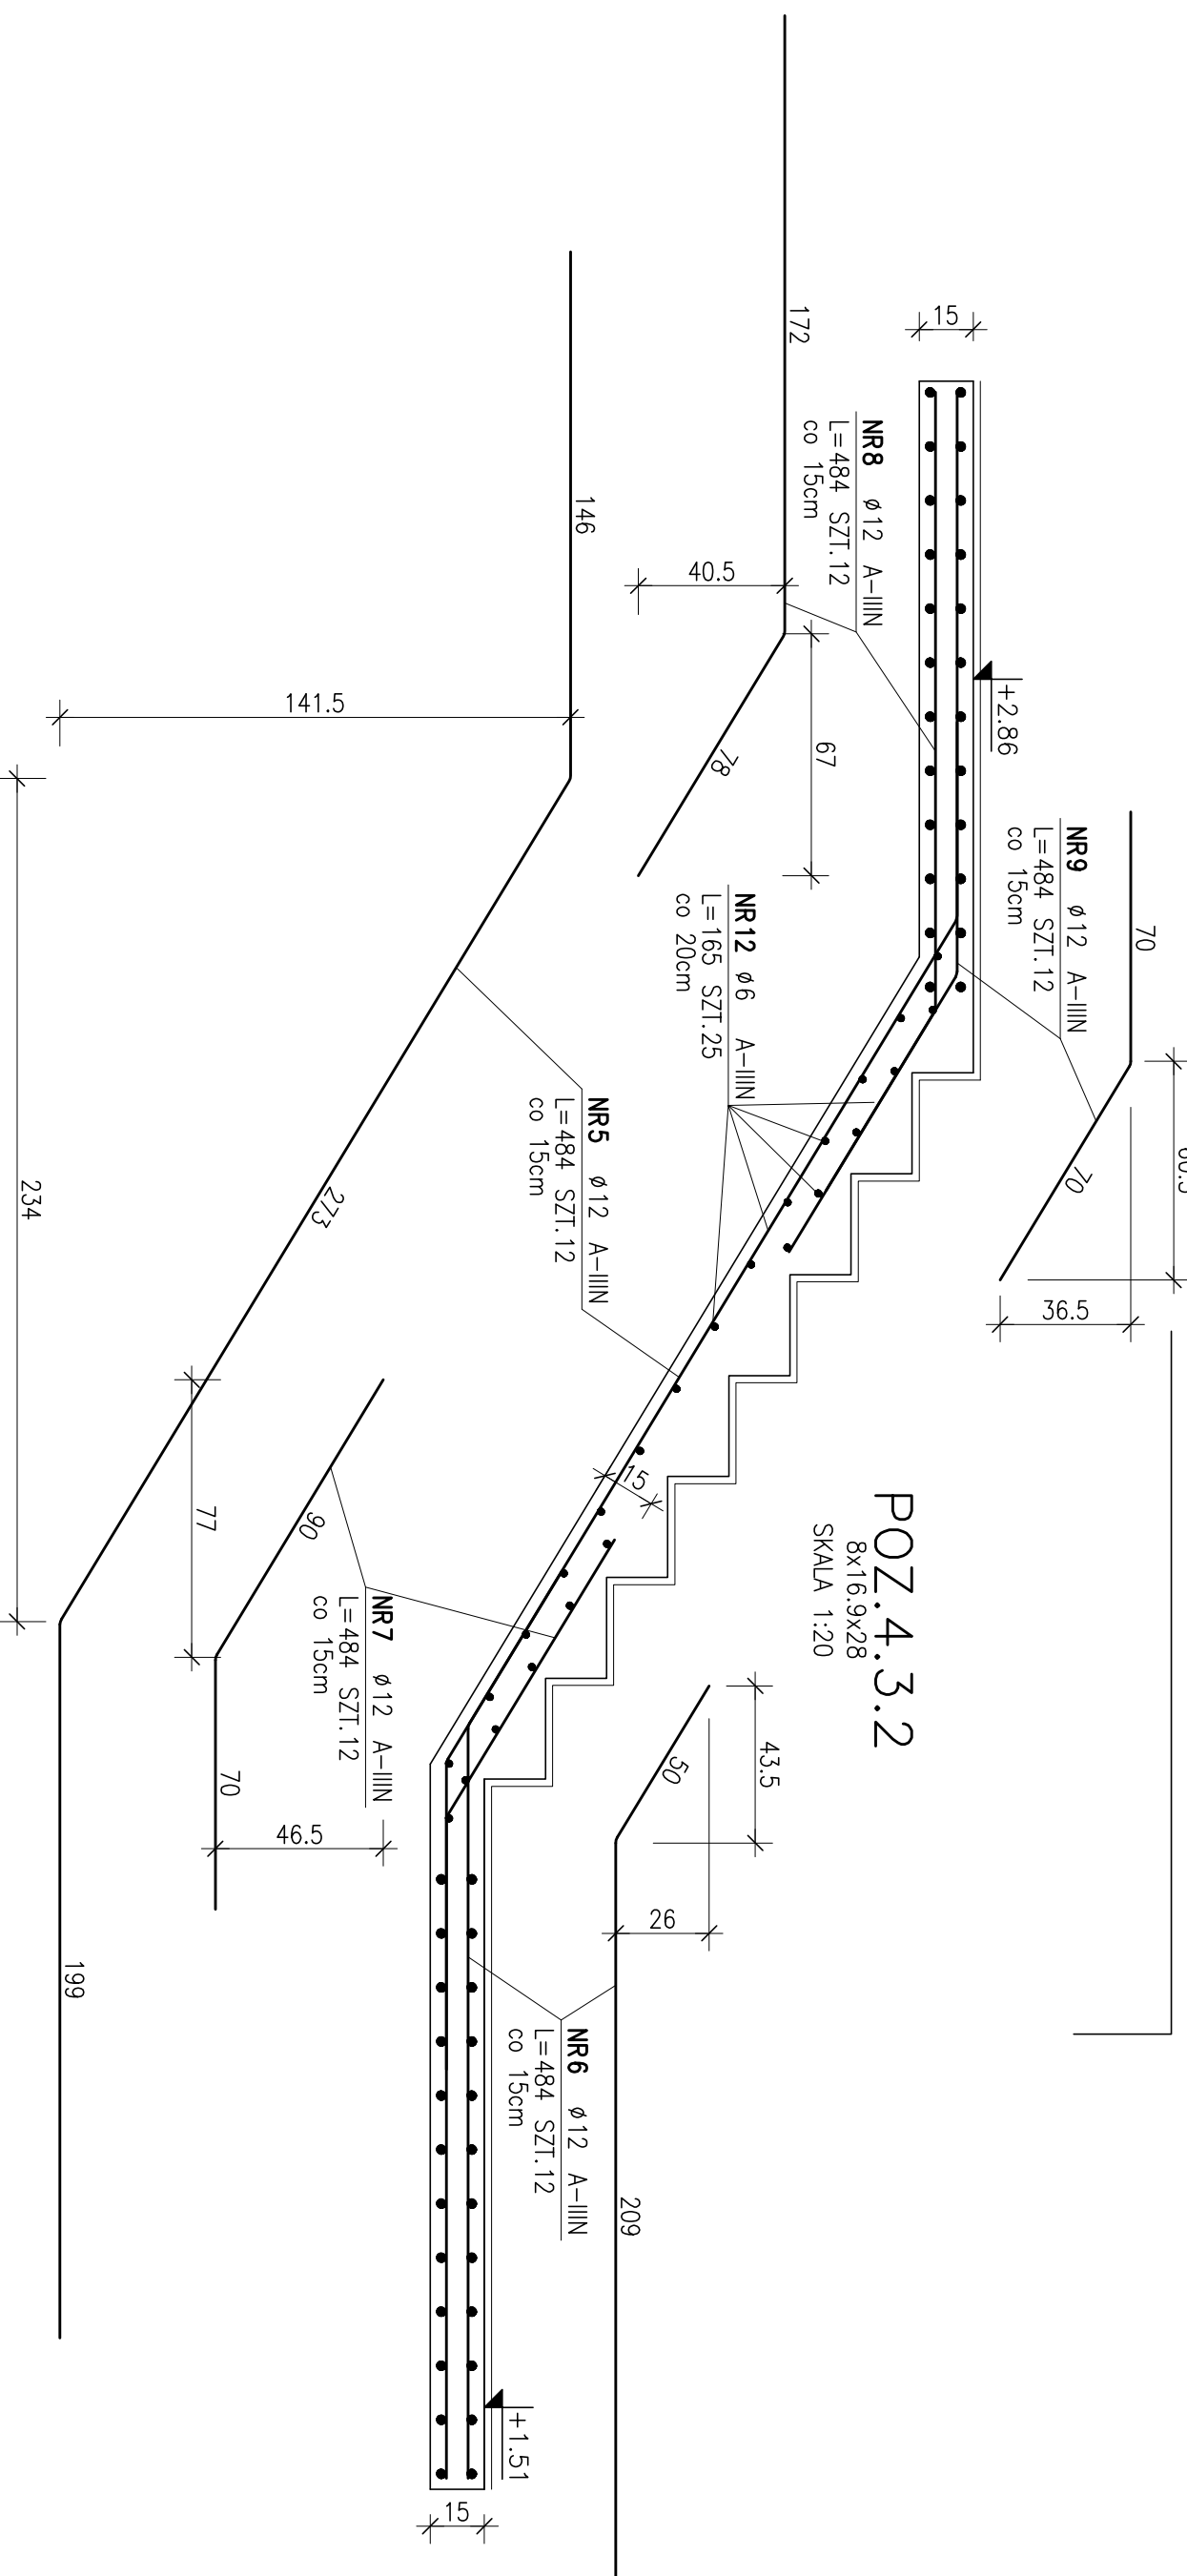 POZ.4.3.2
8x16.9x28
SKALA 1:20
70
70
36.5
NR9 ø12 A-IIIN
L=484 SZT.12
co 15cm
+2.86
15
NR8 ø12 A-IIIN
L=484 SZT.12
co 15cm
172
40.5
67
78
NR12 ø6 A-IIIN
L=165 SZT.25
co 20cm
15
43.5
50
26
209
NR6 ø12 A-IIIN
L=484 SZT.12
co 15cm
+1.51
15
146
141.5
NR5 ø12 A-IIIN
L=484 SZT.12
co 15cm
273
NR7 ø12 A-IIIN
L=484 SZT.12
co 15cm
90
77
70
46.5
199
234